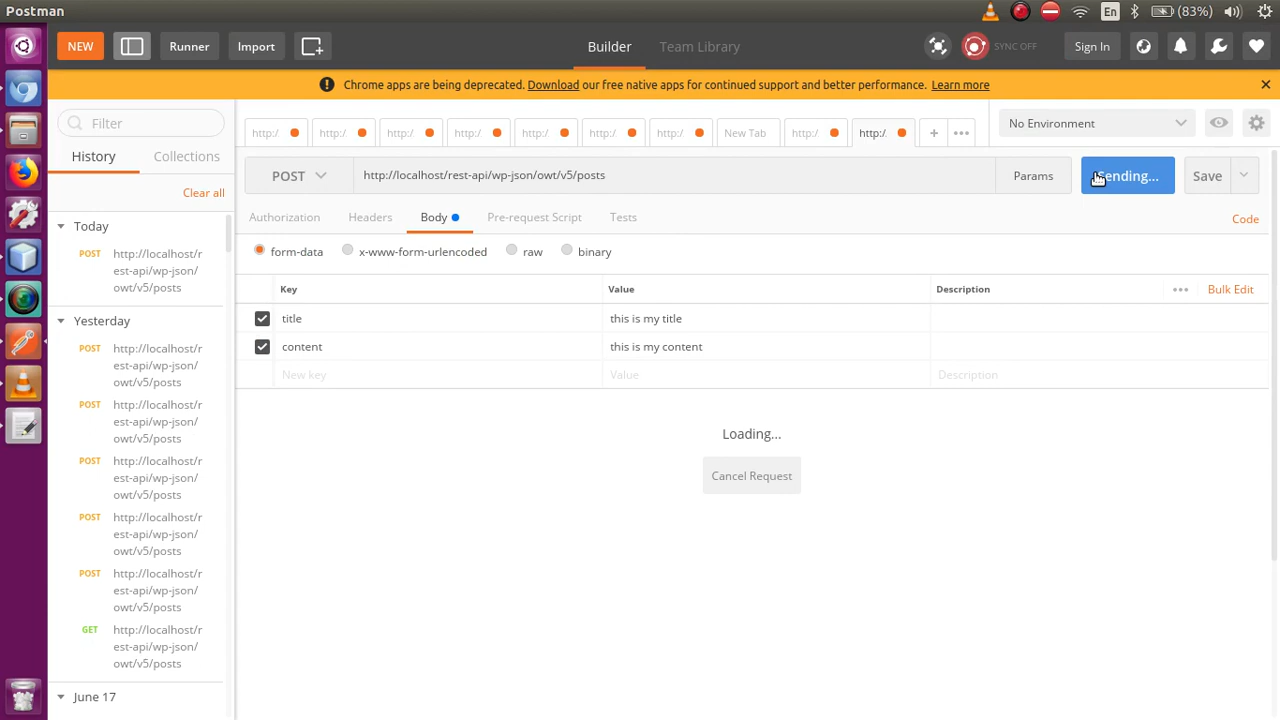 Postman
En
(83%)
NEW
Runner
Import
Builder
Team Library
SYNC OFF
Sign In
Chrome apps are being deprecated. Download our free native apps for continued support and better performance. Learn more
Filter
History
Collections
Clear all
Today
POST
http://localhost/r
est-api/wp-json/
owt/v5/posts
Yesterday
POST
http://localhost/r
est-api/wp-json/
owt/v5/posts
POST
http://localhost/r
est-api/wp-json/
owt/v5/posts
POST
http://localhost/r
est-api/wp-json/
owt/v5/posts
POST
http://localhost/r
est-api/wp-json/
owt/v5/posts
POST
http://localhost/r
est-api/wp-json/
owt/v5/posts
GET
http://localhost/r
est-api/wp-json/
owt/v5/posts
June 17
http:/
http:/
http:/
http:/
http:/
http:/
http:/
New Tab
http:/
http:/
No Environment
POST
http://localhost/rest-api/wp-json/owt/v5/posts
Params
Sending...
Save
Authorization
Headers
Body
Pre-request Script
Tests
Code
form-data
x-www-form-urlencoded
raw
binary
Key
Value
Description
Bulk Edit
title
this is my title
content
this is my content
New key
Value
Description
Loading...
Cancel Request